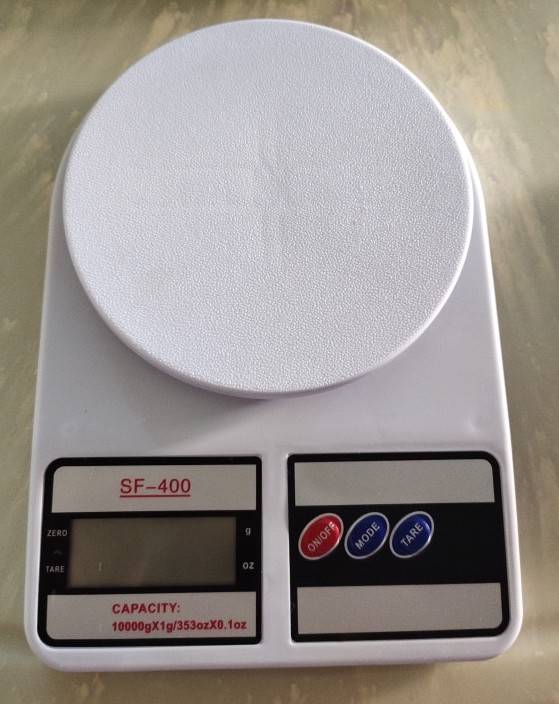 SF-400
ZERO
g
TARE
oz
CAPACITY:
10000gX1g/353ozX0.1oz
ON/OFF
MODE
TARE